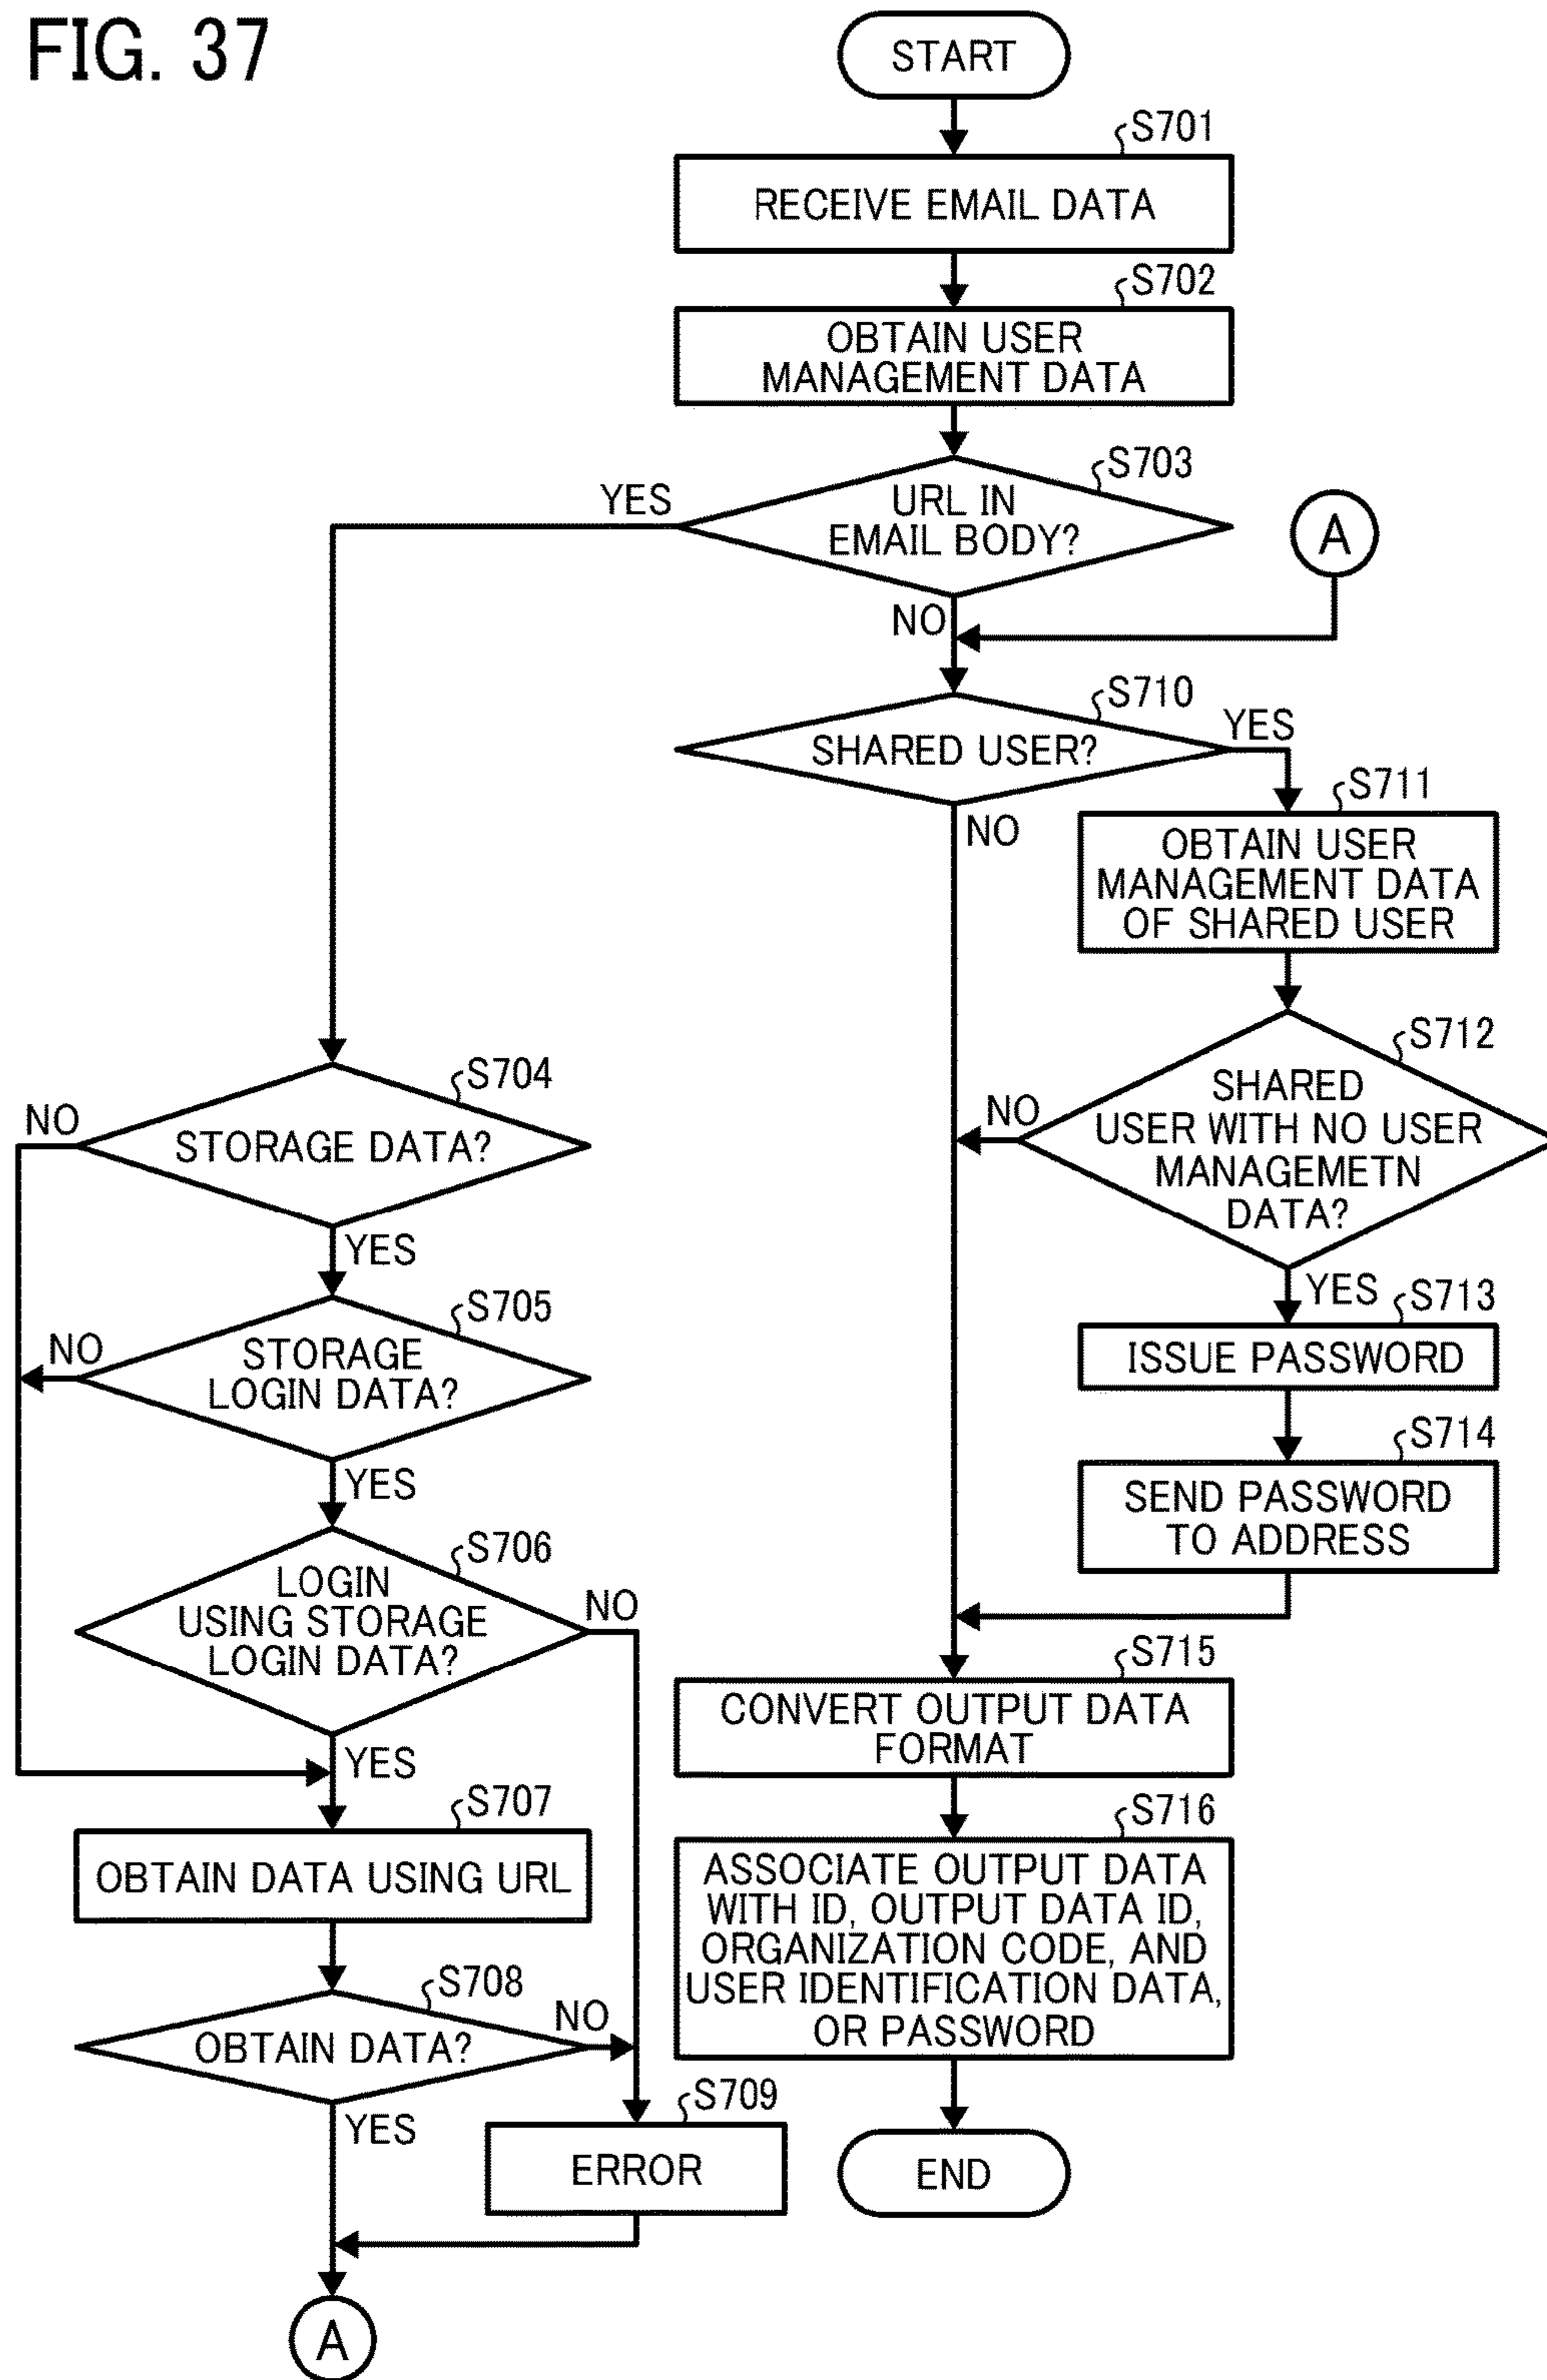 FIG. 37
START
S701
RECEIVE EMAIL DATA
S702
OBTAIN USER
MANAGEMENT DATA
S703
YES
URL IN
EMAIL BODY?
A
NO
S710
YES
SHARED USER?
NO
S711
OBTAIN USER
MANAGEMENT DATA
OF SHARED USER
S712
SHARED
USER WITH NO USER
MANAGEMETN
DATA?
NO
YES
S713
ISSUE PASSWORD
S714
SEND PASSWORD
TO ADDRESS
S704
NO
STORAGE DATA?
YES
S705
NO
STORAGE
LOGIN DATA?
YES
S706
LOGIN
USING STORAGE
LOGIN DATA?
NO
YES
S707
OBTAIN DATA USING URL
S708
NO
OBTAIN DATA?
YES
S709
ERROR
A
S715
CONVERT OUTPUT DATA
FORMAT
S716
ASSOCIATE OUTPUT DATA
WITH ID, OUTPUT DATA ID,
ORGANIZATION CODE, AND
USER IDENTIFICATION DATA,
OR PASSWORD
END